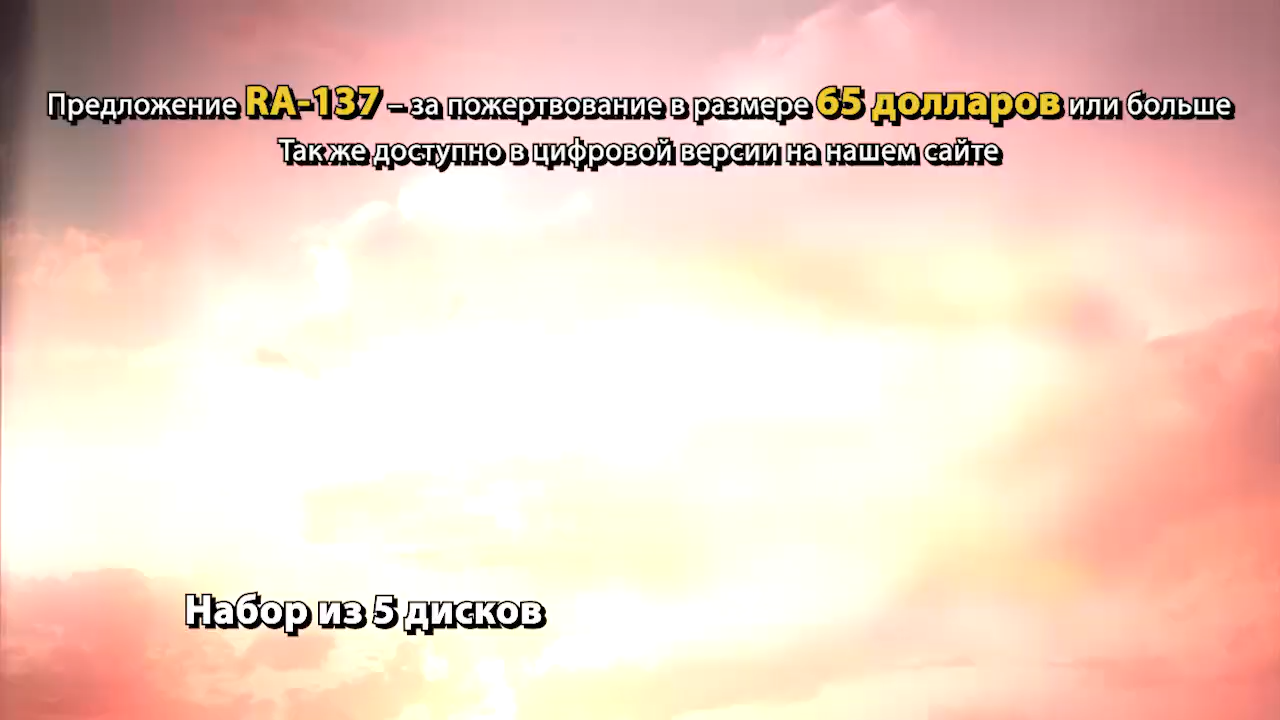 Предложение RA-137 – за пожертвование в размере 65 долларов или больше
Так же доступно в цифровой версии на нашем сайте
Набор из 5 дисков